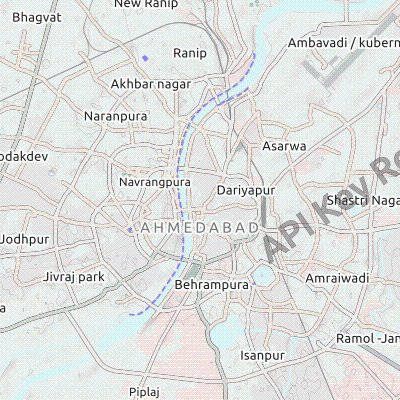 New Ranip
Bhagvat
Ranip
Ambavadi / kubern
Akhbar nagar
Naranpura
Asarwa
odakdev
Navrangpura
Dariyapur
Shastri Naga
API Key Re
AHMEDABAD
Jodhpur
Jivraj park
Amraiwadi
Behrampura
Ramol -Jan
Isanpur
Piplaj